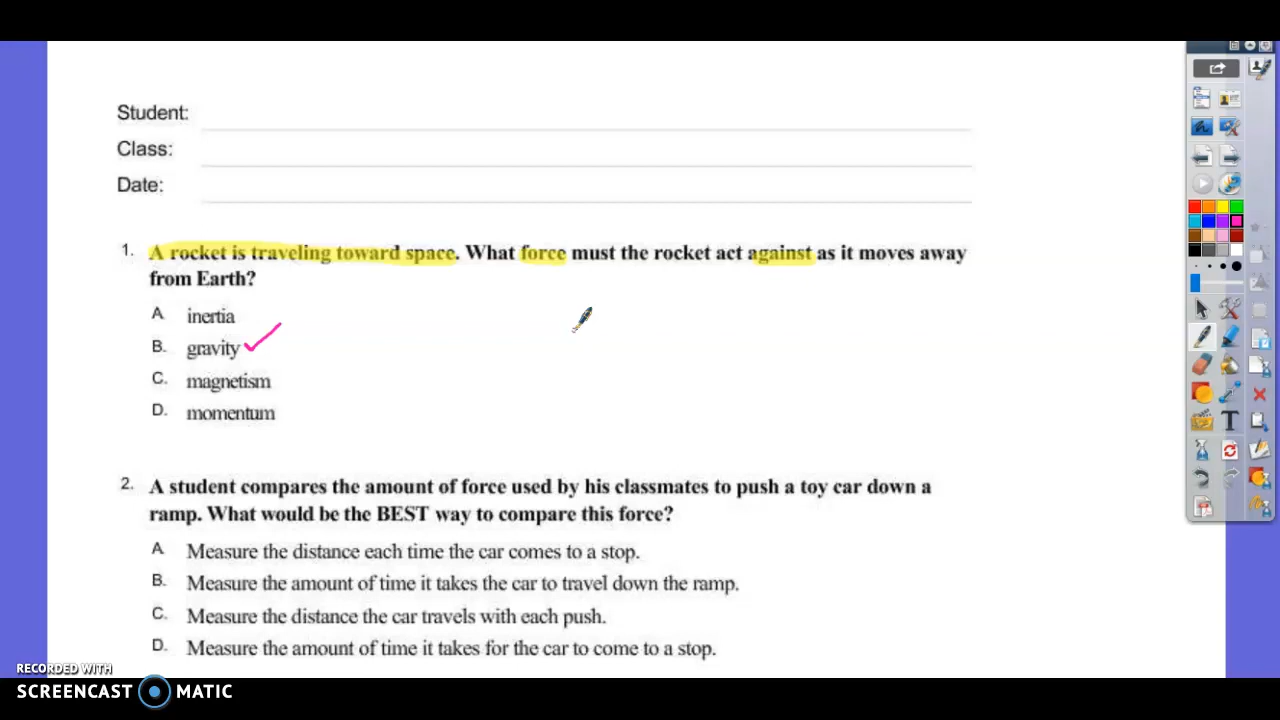 Student:
Class:
Date:
1. A rocket is traveling toward space. What force must the rocket act against as it moves away
from Earth?
A. inertia
B. gravity
C. magnetism
D. momentum
2. A student compares the amount of force used by his classmates to push a toy car down a
ramp. What would be the BEST way to compare this force?
A. Measure the distance each time the car comes to a stop.
B. Measure the amount of time it takes the car to travel down the ramp.
C. Measure the distance the car travels with each push.
D. Measure the amount of time it takes for the car to come to a stop.
RECORDED WITH
SCREENCAST MATIC